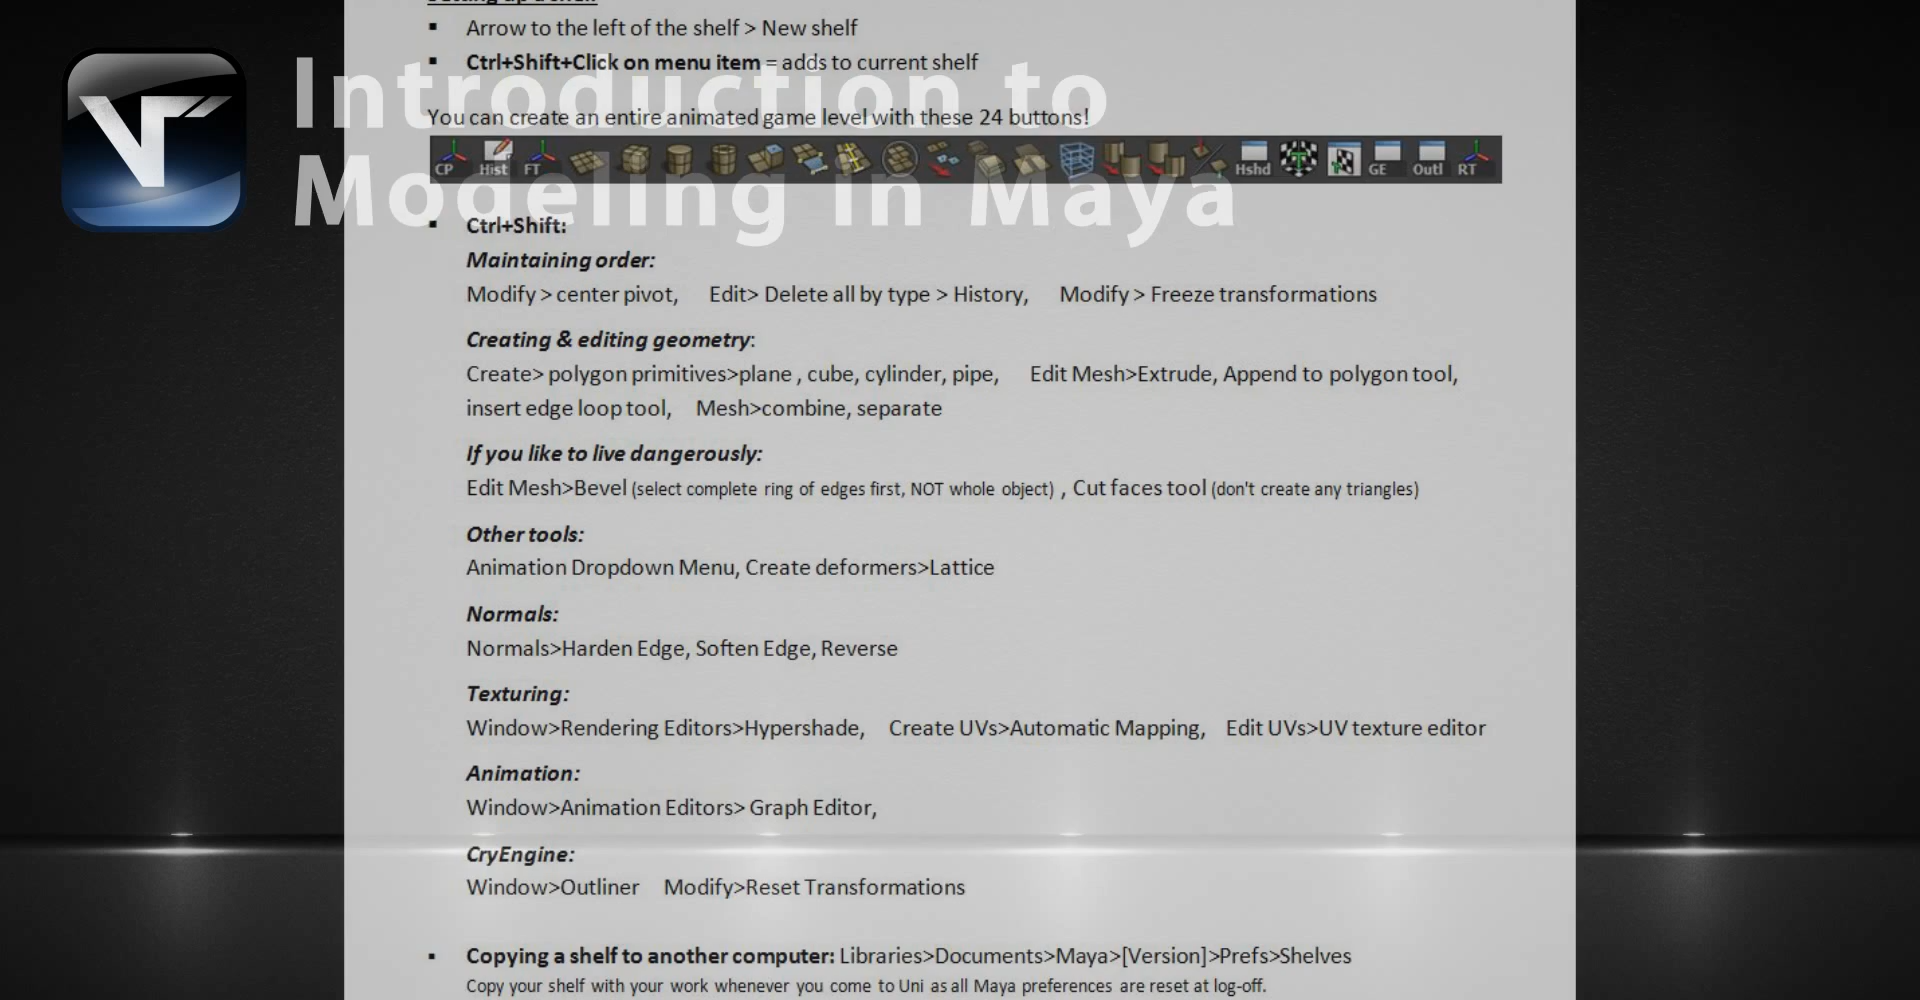 Setting up a shelf
▪ Arrow to the left of the shelf > New shelf
▪ Ctrl+Shift+Click on menu item = adds to current shelf
Introduction to
Modeling in Maya
You can create an entire animated game level with these 24 buttons!
CP Hist FT Hshd GE Outl RT
▪ Ctrl+Shift:
Maintaining order:
Modify > center pivot, Edit> Delete all by type > History, Modify > Freeze transformations
Creating & editing geometry:
Create> polygon primitives>plane , cube, cylinder, pipe, Edit Mesh>Extrude, Append to polygon tool,
insert edge loop tool, Mesh>combine, separate
If you like to live dangerously:
Edit Mesh>Bevel (select complete ring of edges first, NOT whole object) , Cut faces tool (don't create any triangles)
Other tools:
Animation Dropdown Menu, Create deformers>Lattice
Normals:
Normals>Harden Edge, Soften Edge, Reverse
Texturing:
Window>Rendering Editors>Hypershade, Create UVs>Automatic Mapping, Edit UVs>UV texture editor
Animation:
Window>Animation Editors> Graph Editor,
CryEngine:
Window>Outliner Modify>Reset Transformations
▪ Copying a shelf to another computer: Libraries>Documents>Maya>[Version]>Prefs>Shelves
Copy your shelf with your work whenever you come to Uni as all Maya preferences are reset at log-off.